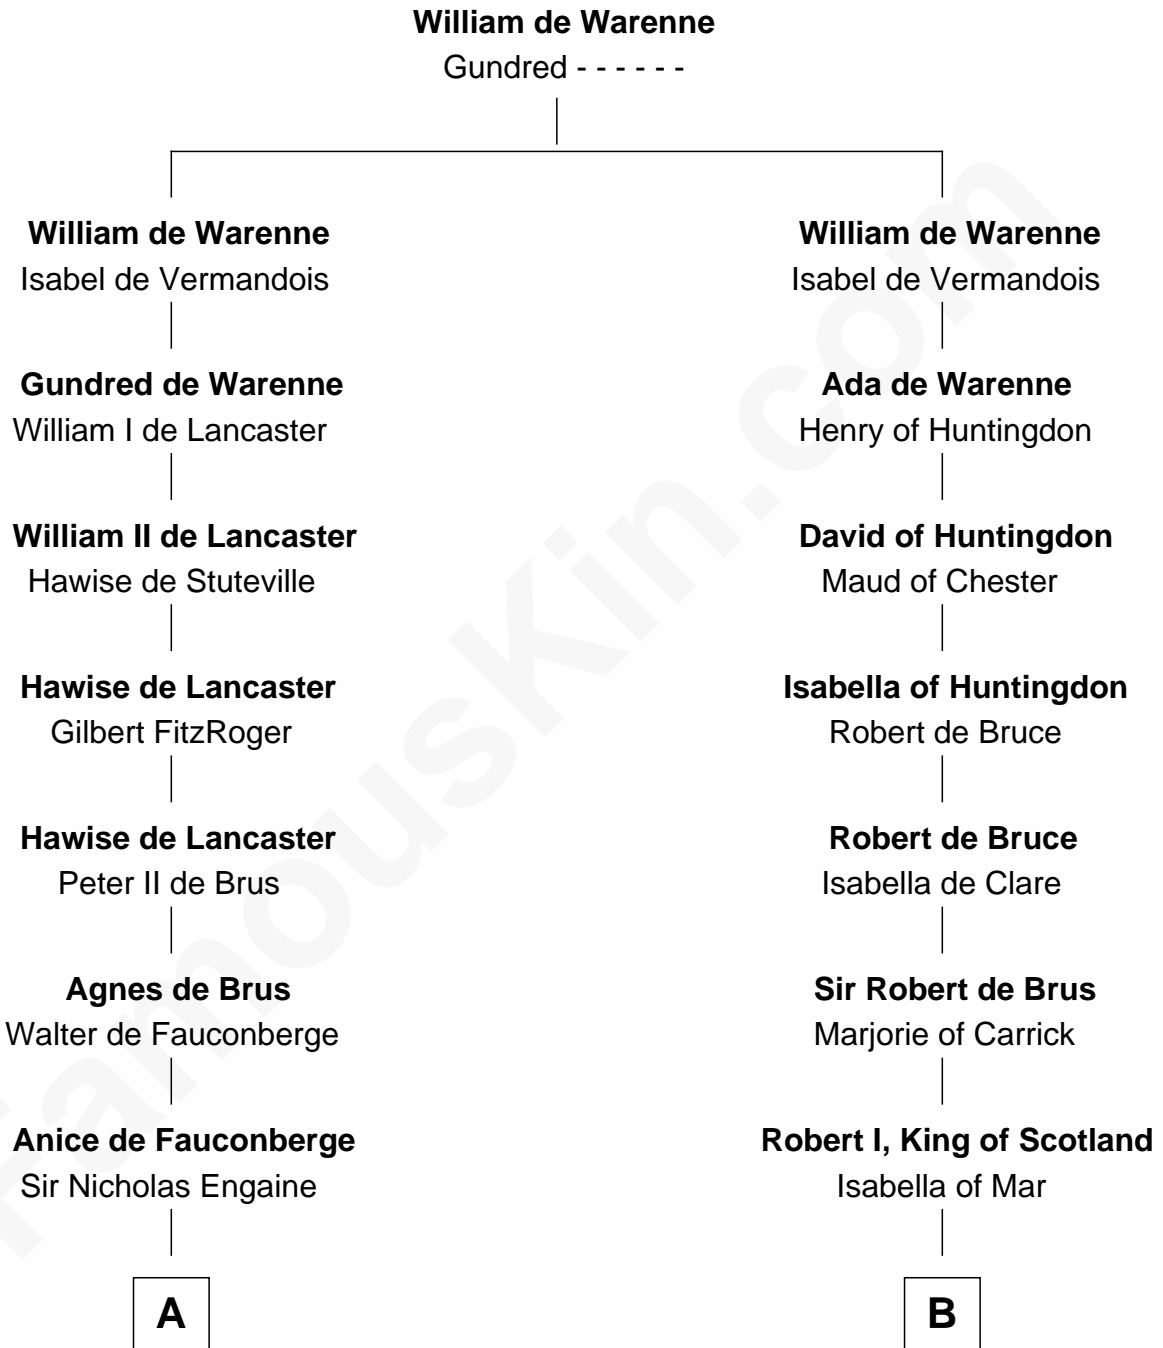 William de Warenne
Gundred - - - - - -
William de Warenne
Isabel de Vermandois
Gundred de Warenne
William I de Lancaster
William II de Lancaster
Hawise de Stuteville
Hawise de Lancaster
Gilbert FitzRoger
Hawise de Lancaster
Peter II de Brus
Agnes de Brus
Walter de Fauconberge
Anice de Fauconberge
Sir Nicholas Engaine
A
William de Warenne
Isabel de Vermandois
Ada de Warenne
Henry of Huntingdon
David of Huntingdon
Maud of Chester
Isabella of Huntingdon
Robert de Bruce
Robert de Bruce
Isabella de Clare
Sir Robert de Brus
Marjorie of Carrick
Robert I, King of Scotland
Isabella of Mar
B
FamousKin.com